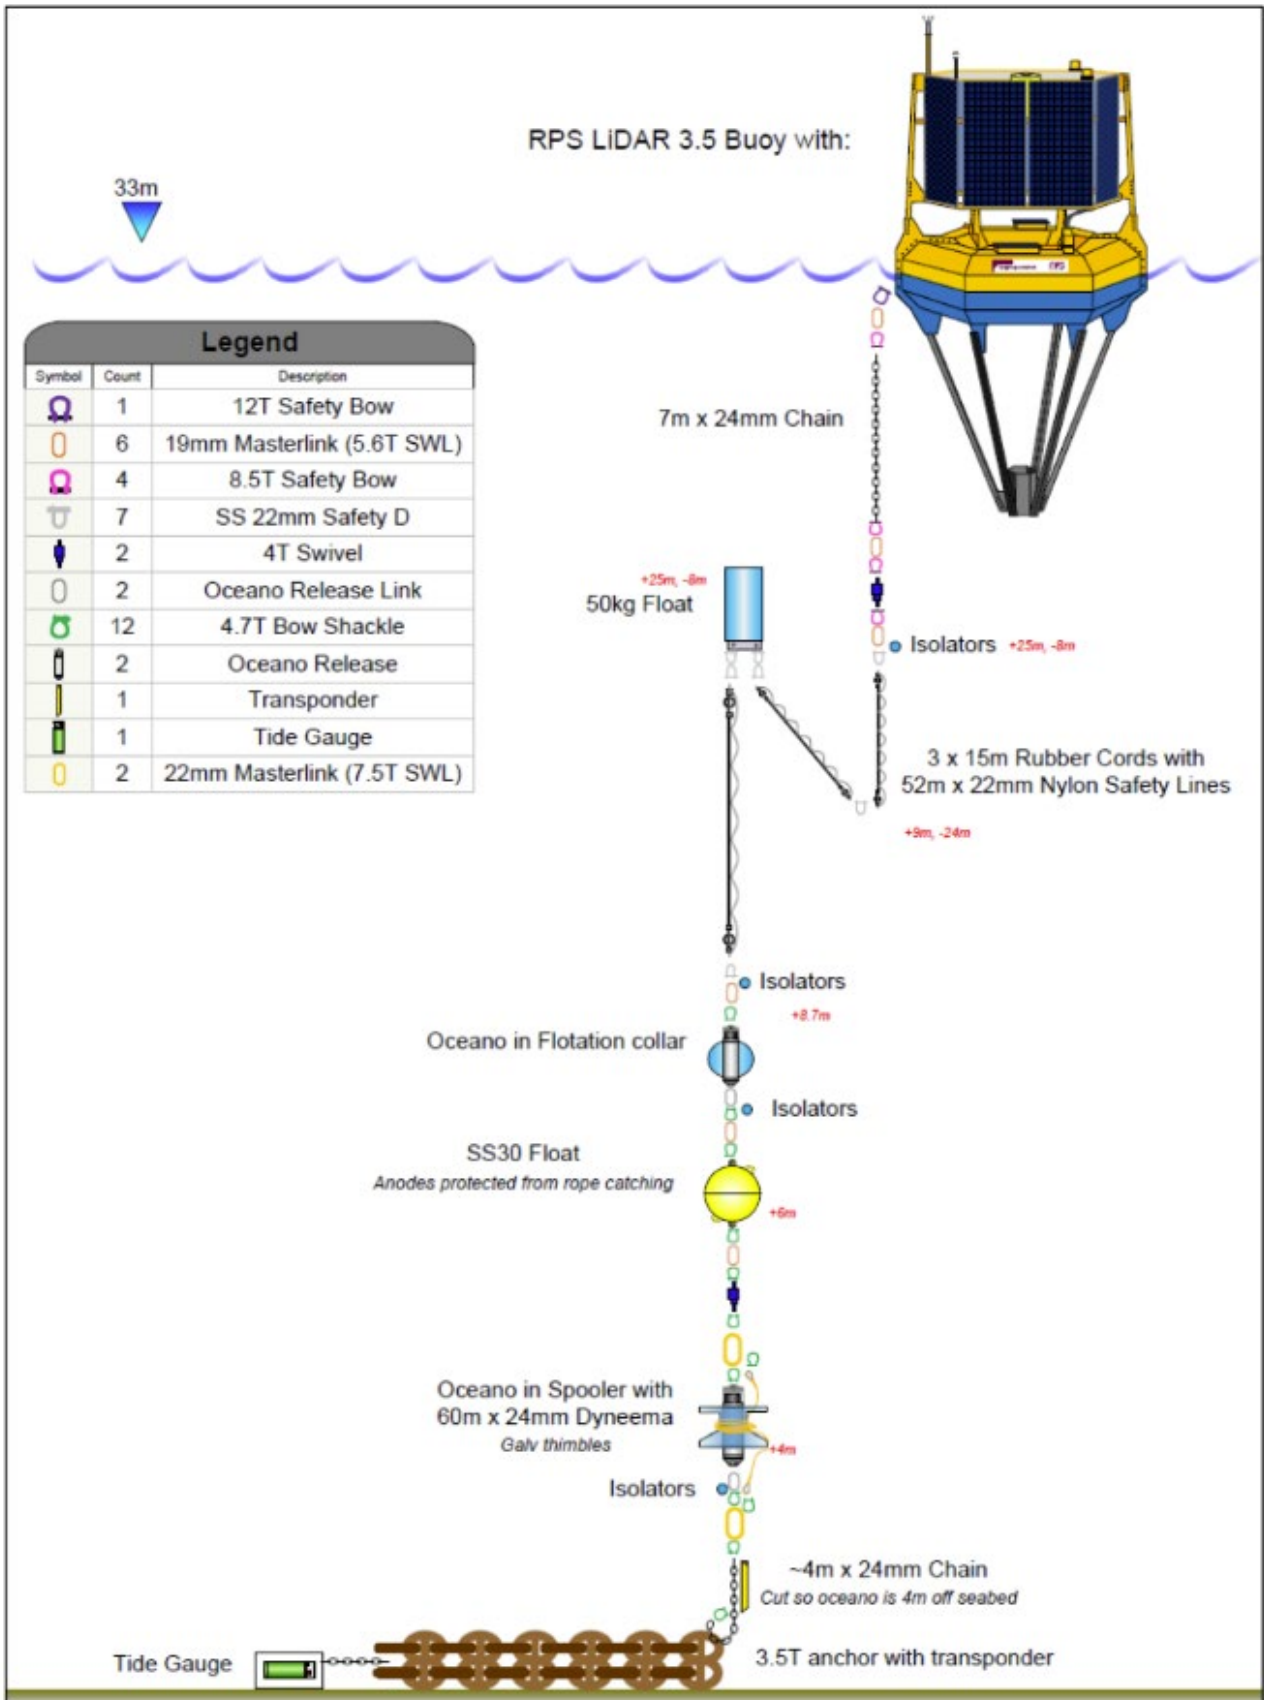 RPS LiDAR 3.5 Buoy with:
33m
Legend
Symbol Count Description
1 12T Safety Bow
6 19mm Masterlink (5.6T SWL)
4 8.5T Safety Bow
7 SS 22mm Safety D
2 4T Swivel
2 Oceano Release Link
12 4.7T Bow Shackle
2 Oceano Release
1 Transponder
1 Tide Gauge
2 22mm Masterlink (7.5T SWL)
7m x 24mm Chain
+25m, -8m
50kg Float
Isolators +25m, -8m
3 x 15m Rubber Cords with
52m x 22mm Nylon Safety Lines
+9m, -24m
Isolators
+8.7m
Oceano in Flotation collar
Isolators
SS30 Float
Anodes protected from rope catching
+6m
Oceano in Spooler with
60m x 24mm Dyneema
Galv thimbles
+4m
Isolators
~4m x 24mm Chain
Cut so oceano is 4m off seabed
Tide Gauge
3.5T anchor with transponder